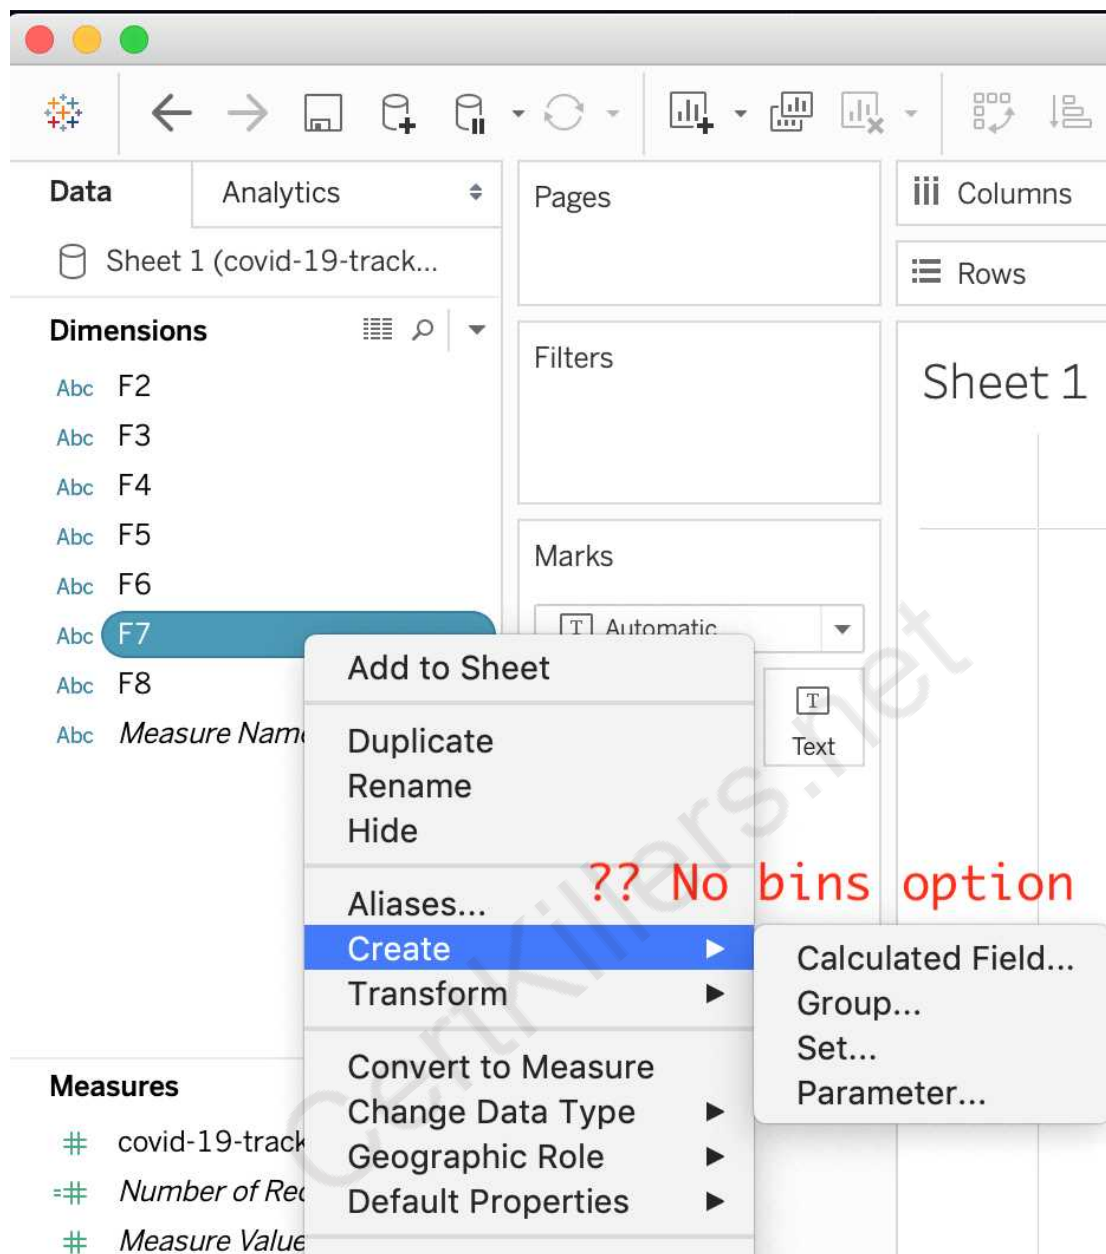 Data
Analytics
Sheet 1 (covid-19-track...
Dimensions
Abc F2
Abc F3
Abc F4
Abc F5
Abc F6
Abc F7
Abc F8
Abc Measure Name
Measures
covid-19-track
Number of Rec
Measure Value
Pages
Filters
Marks
T Automatic
T
Text
Columns
Rows
Sheet 1
Add to Sheet
Duplicate
Rename
Hide
Aliases...
Create
Transform
Convert to Measure
Change Data Type
Geographic Role
Default Properties
?? No bins option
Calculated Field...
Group...
Set...
Parameter...
CertKillers.net